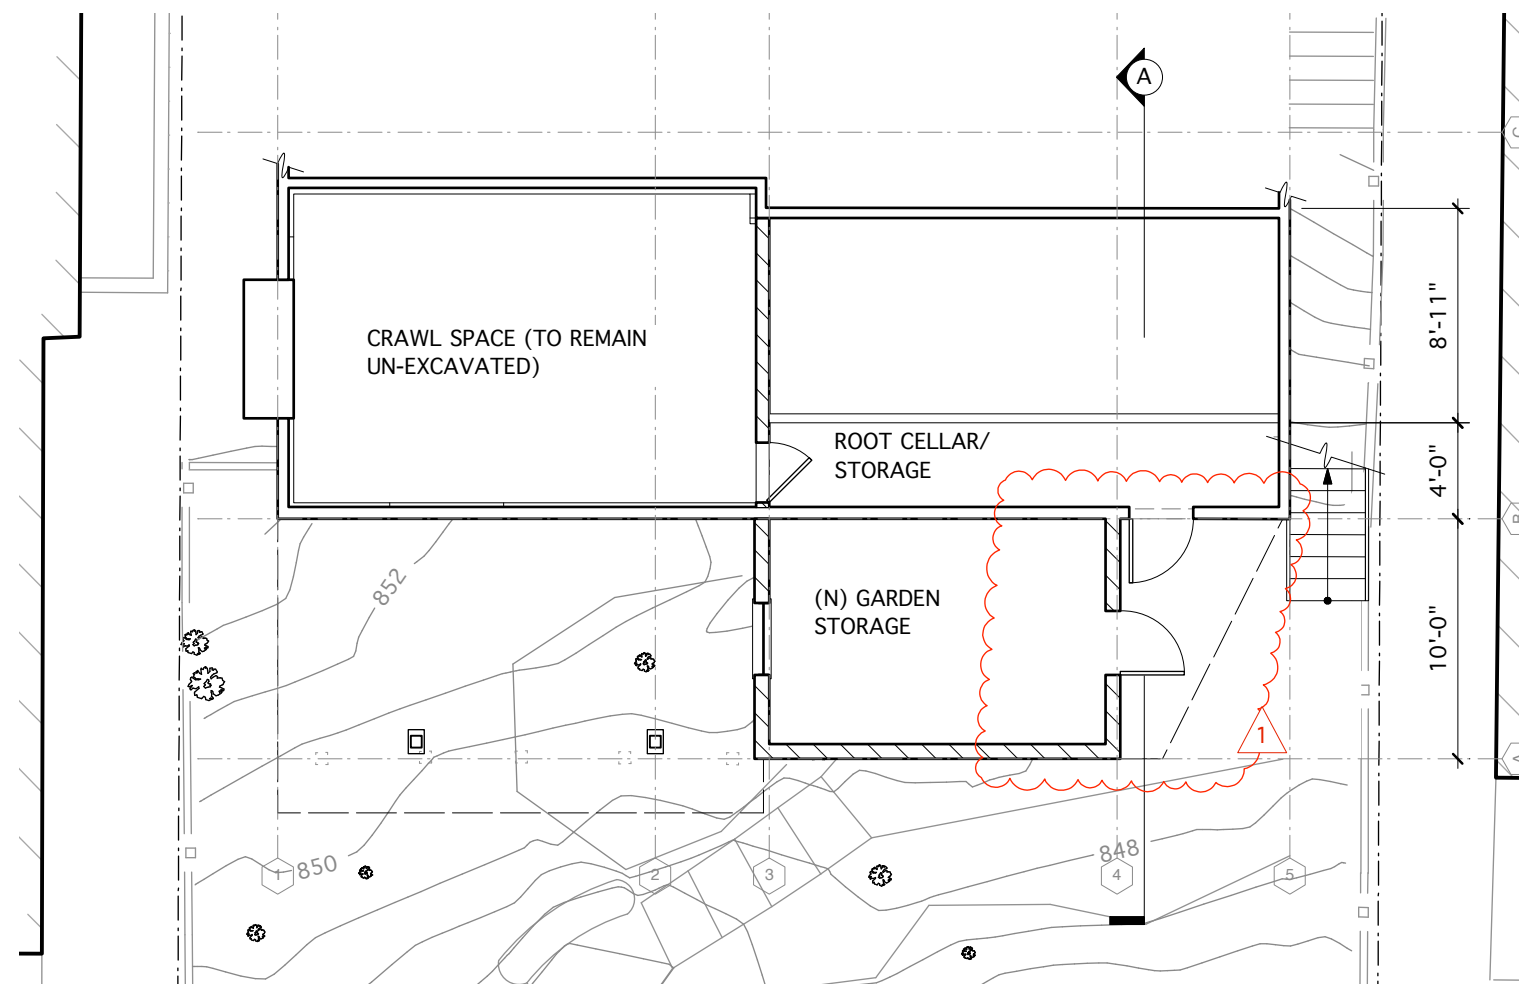 A
C
CRAWL SPACE (TO REMAIN
UN-EXCAVATED)
8'-11"
ROOT CELLAR/
STORAGE
4'-0"
B
852
(N) GARDEN
STORAGE
10'-0"
1
A
850
848
1
2
3
4
5